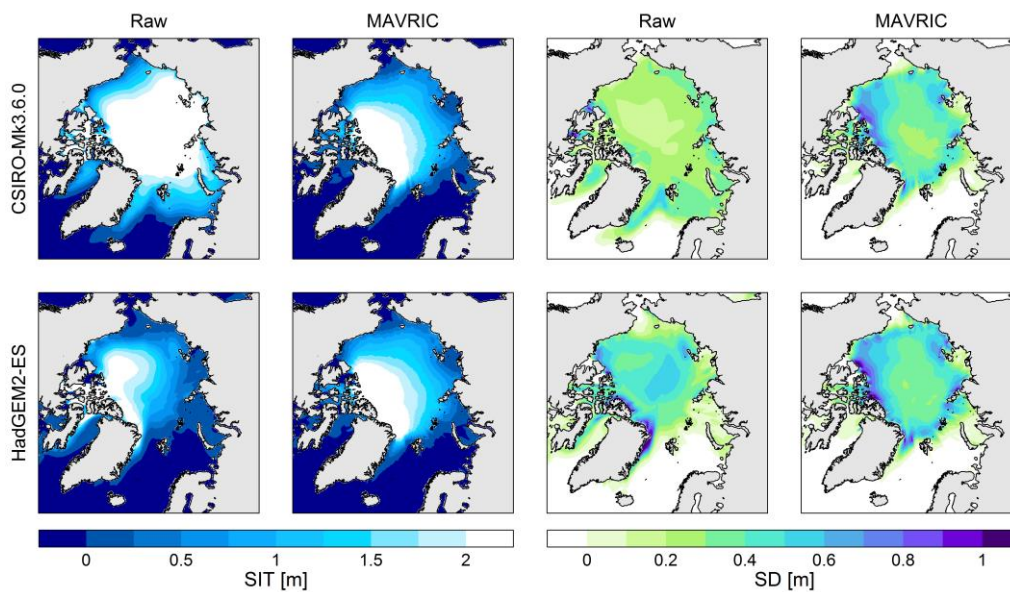 Raw MAVRIC Raw MAVRIC
CSIRO-Mk3.6.0
HadGEM2-ES
0 0.5 1 1.5 2
SIT [m]
0 0.2 0.4 0.6 0.8 1
SD [m]